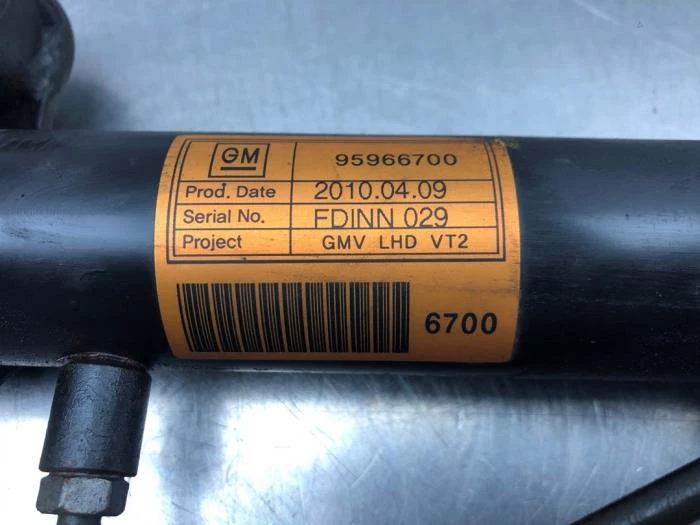 GM 95966700
Prod. Date 2010.04.09
Serial No. FDINN 029
Project GMV LHD VT2
6700